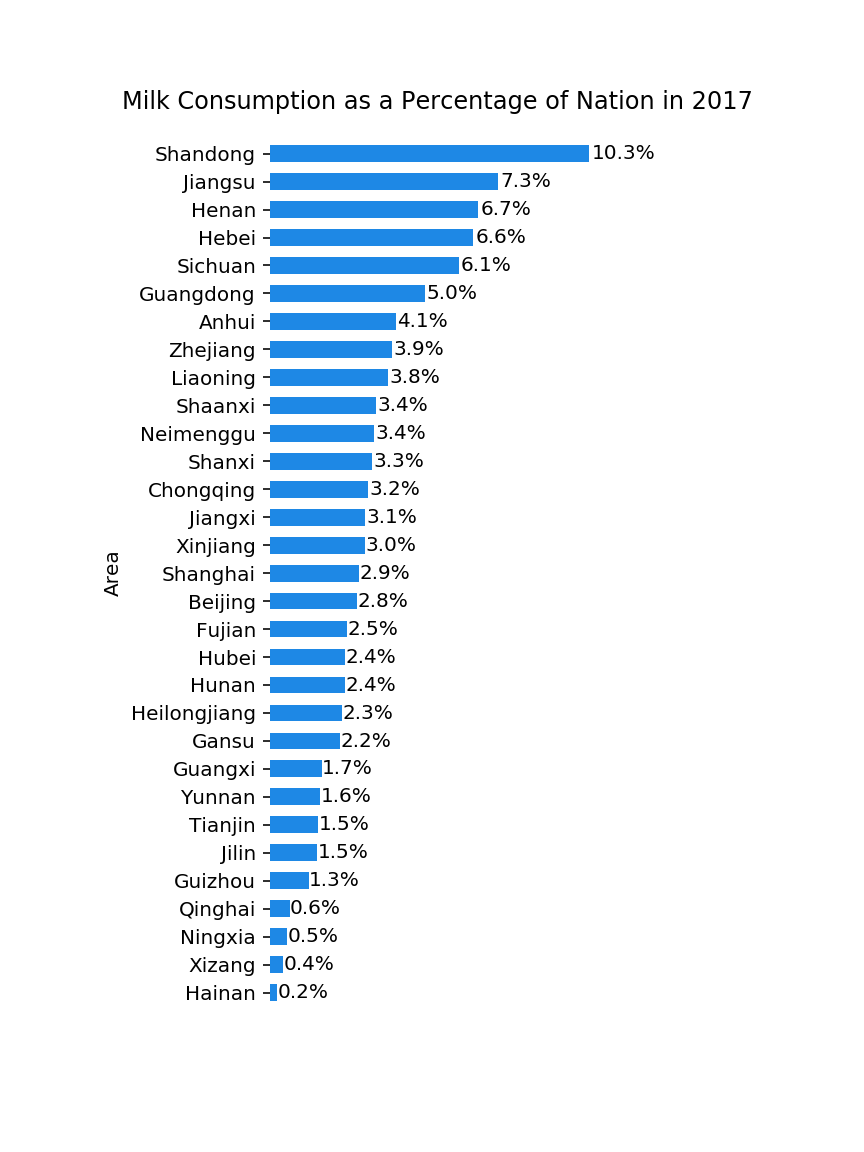 Milk Consumption as a Percentage of Nation in 2017
Shandong 10.3%
Jiangsu 7.3%
Henan 6.7%
Hebei 6.6%
Sichuan 6.1%
Guangdong 5.0%
Anhui 4.1%
Zhejiang 3.9%
Liaoning 3.8%
Shaanxi 3.4%
Neimenggu 3.4%
Shanxi 3.3%
Chongqing 3.2%
Jiangxi 3.1%
Xinjiang 3.0%
Shanghai 2.9%
Beijing 2.8%
Fujian 2.5%
Hubei 2.4%
Hunan 2.4%
Heilongjiang 2.3%
Gansu 2.2%
Guangxi 1.7%
Yunnan 1.6%
Tianjin 1.5%
Jilin 1.5%
Guizhou 1.3%
Qinghai 0.6%
Ningxia 0.5%
Xizang 0.4%
Hainan 0.2%
Area